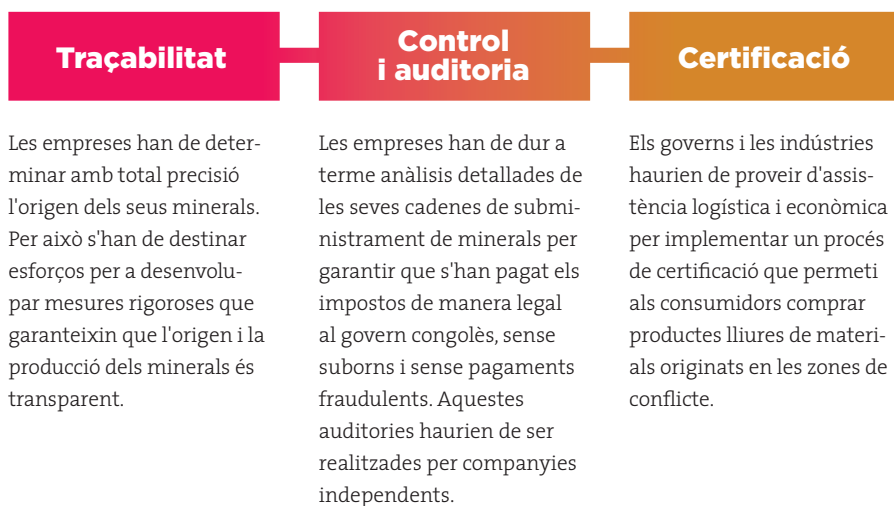 Traçabilitat
Les empreses han de deter-
minar amb total precisió
l'origen dels seus minerals.
Per això s'han de destinar
esforços per a desenvolu-
par mesures rigoroses que
garanteixin que l'origen i la
producció dels minerals és
transparent.
Control
i auditoria
Les empreses han de dur a
terme anàlisis detallades de
les seves cadenes de submi-
nistrament de minerals per
garantir que s'han pagat els
impostos de manera legal
al govern congolès, sense
suborns i sense pagaments
fraudulents. Aquestes
auditories haurien de ser
realitzades per companyies
independents.
Certificació
Els governs i les indústries
haurien de proveir d'assis-
tència logística i econòmica
per implementar un procés
de certificació que permeti
als consumidors comprar
productes lliures de materi-
als originats en les zones de
conflicte.